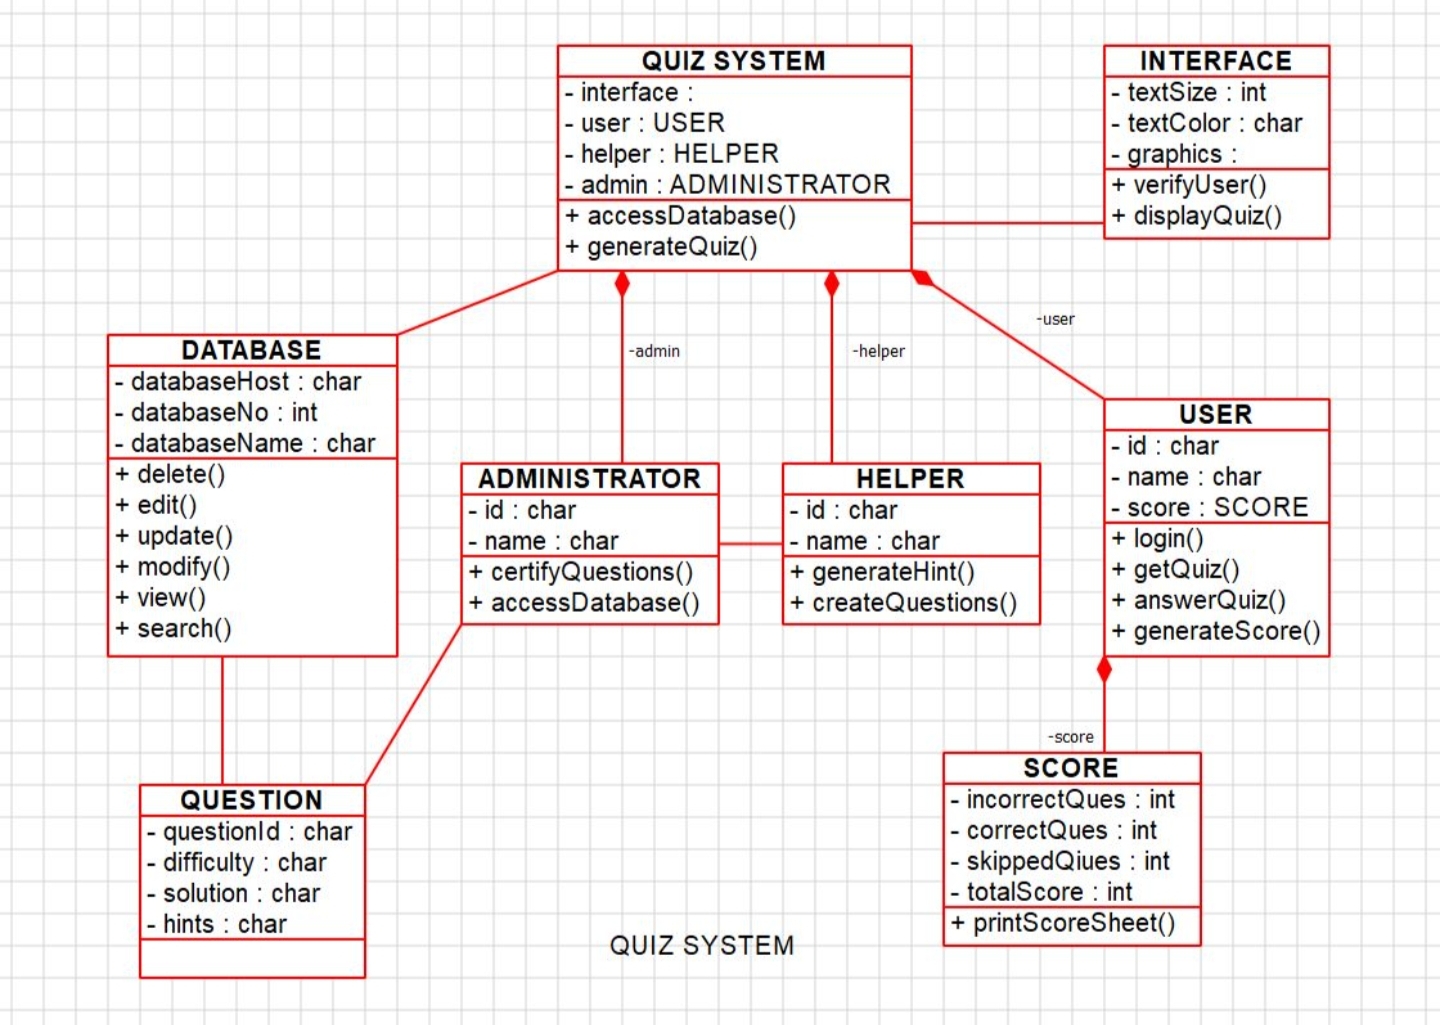 QUIZ SYSTEM
- interface :
- user : USER
- helper : HELPER
- admin : ADMINISTRATOR
+ accessDatabase()
+ generateQuiz()
INTERFACE
- textSize : int
- textColor : char
- graphics :
+ verifyUser()
+ displayQuiz()
-user
-admin
-helper
DATABASE
- databaseHost : char
- databaseNo : int
- databaseName : char
+ delete()
+ edit()
+ update()
+ modify()
+ view()
+ search()
ADMINISTRATOR
- id : char
- name : char
+ certifyQuestions()
+ accessDatabase()
HELPER
- id : char
- name : char
+ generateHint()
+ createQuestions()
USER
- id : char
- name : char
- score : SCORE
+ login()
+ getQuiz()
+ answerQuiz()
+ generateScore()
-score
QUESTION
- questionId : char
- difficulty : char
- solution : char
- hints : char
SCORE
- incorrectQues : int
- correctQues : int
- skippedQiues : int
- totalScore : int
+ printScoreSheet()
QUIZ SYSTEM